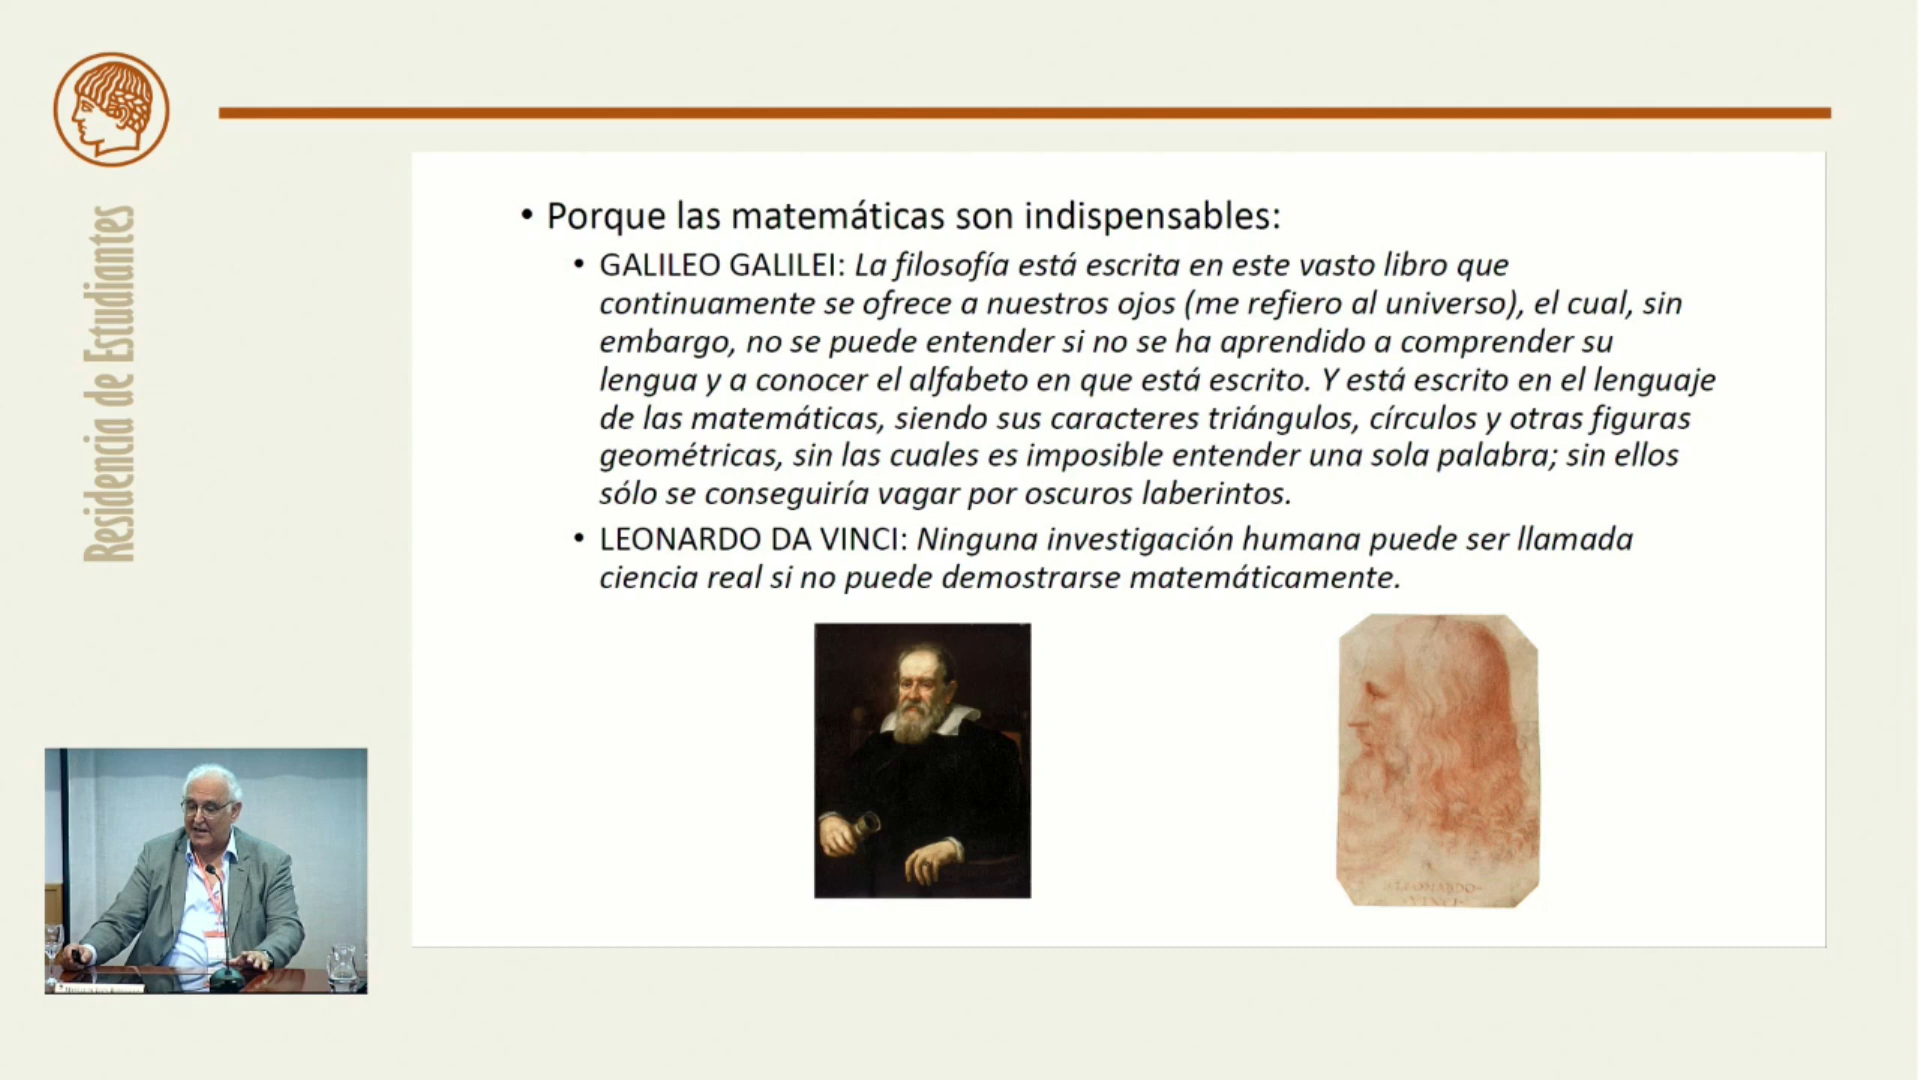 Residencia de Estudiantes
• Porque las matemáticas son indispensables:
• GALILEO GALILEI: La filosofía está escrita en este vasto libro que
continuamente se ofrece a nuestros ojos (me refiero al universo), el cual, sin
embargo, no se puede entender si no se ha aprendido a comprender su
lengua y a conocer el alfabeto en que está escrito. Y está escrito en el lenguaje
de las matemáticas, siendo sus caracteres triángulos, círculos y otras figuras
geométricas, sin las cuales es imposible entender una sola palabra; sin ellos
sólo se conseguiría vagar por oscuros laberintos.
• LEONARDO DA VINCI: Ninguna investigación humana puede ser llamada
ciencia real si no puede demostrarse matemáticamente.